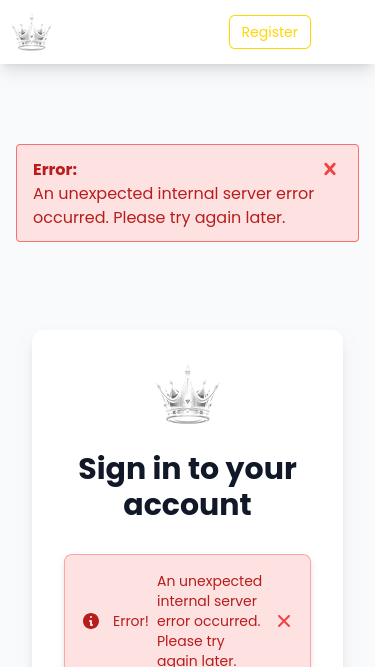 Register
Error:
An unexpected internal server error
occurred. Please try again later.
Sign in to your
account
Error!
An unexpected
internal server
error occurred.
Please try
again later.